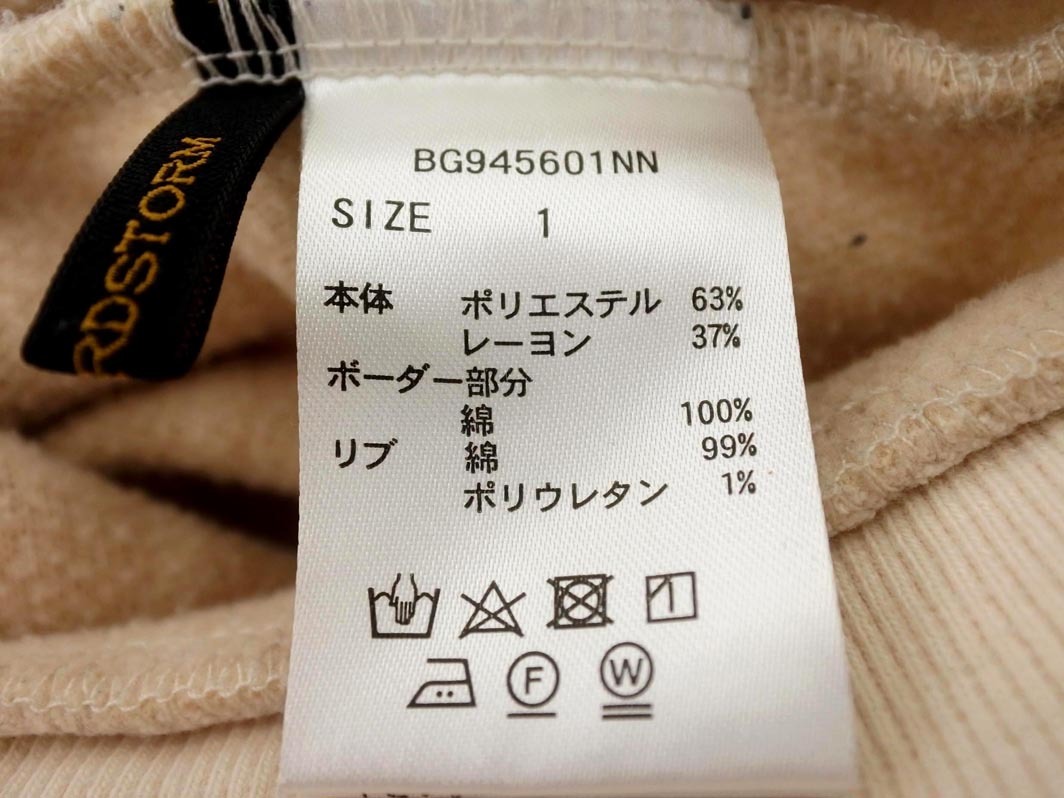 RDSTORM
BG945601NN
SIZE 1
本体 ポリエステル 63%
レーヨン 37%
ボーダー部分
綿 100%
リブ 綿 99%
ポリウレタン 1%
F W